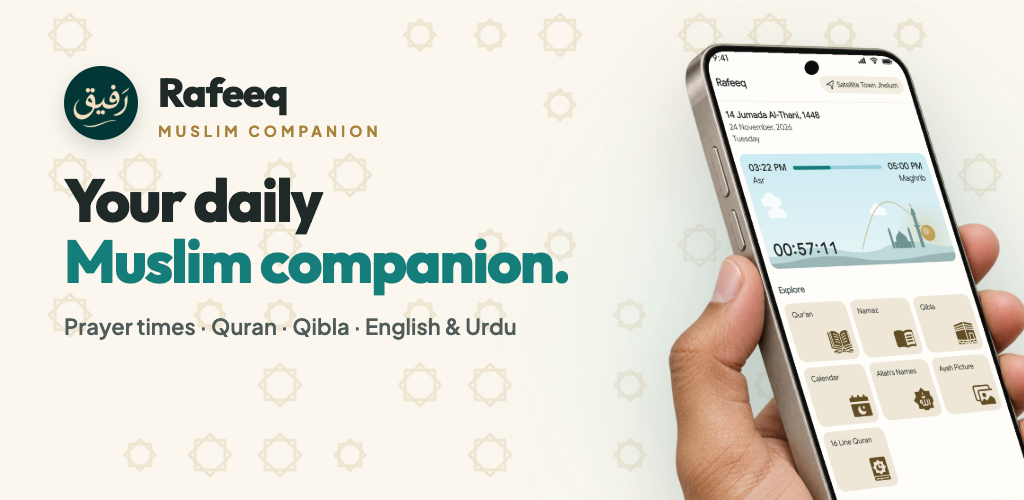 رفيق
Rafeeq
MUSLIM COMPANION
Your daily
Muslim companion.
Prayer times · Quran · Qibla · English & Urdu
9:41
Rafeeq
Satellite Town Jhelum
14 Jumada Al-Thani, 1448
24 November, 2026
Tuesday
03:22 PM
05:00 PM
Asr
Maghrib
00:57:11
Explore
Qur'an
Namaz
Qibla
Calendar
Allah's Names
Ayah Picture
16 Line Quran